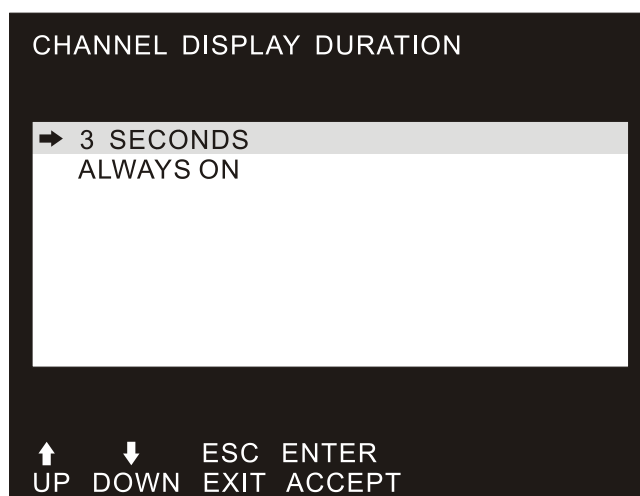 CHANNEL DISPLAY DURATION
3 SECONDS
ALWAYS ON
ESC ENTER
UP DOWN EXIT ACCEPT